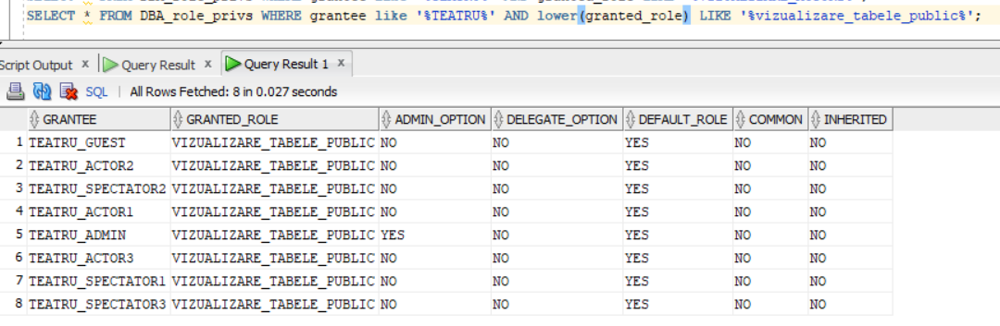 SELECT * FROM DBA_role_privs WHERE grantee like '%TEATRU%' AND lower(granted_role) LIKE '%vizualizare_tabele_public%';
Script Output x Query Result x Query Result 1 x
SQL | All Rows Fetched: 8 in 0.027 seconds
GRANTEE GRANTED_ROLE ADMIN_OPTION DELEGATE_OPTION DEFAULT_ROLE COMMON INHERITED
1 TEATRU_GUEST VIZUALIZARE_TABELE_PUBLIC NO NO YES NO NO
2 TEATRU_ACTOR2 VIZUALIZARE_TABELE_PUBLIC NO NO YES NO NO
3 TEATRU_SPECTATOR2 VIZUALIZARE_TABELE_PUBLIC NO NO YES NO NO
4 TEATRU_ACTOR1 VIZUALIZARE_TABELE_PUBLIC NO NO YES NO NO
5 TEATRU_ADMIN VIZUALIZARE_TABELE_PUBLIC YES NO YES NO NO
6 TEATRU_ACTOR3 VIZUALIZARE_TABELE_PUBLIC NO NO YES NO NO
7 TEATRU_SPECTATOR1 VIZUALIZARE_TABELE_PUBLIC NO NO YES NO NO
8 TEATRU_SPECTATOR3 VIZUALIZARE_TABELE_PUBLIC NO NO YES NO NO